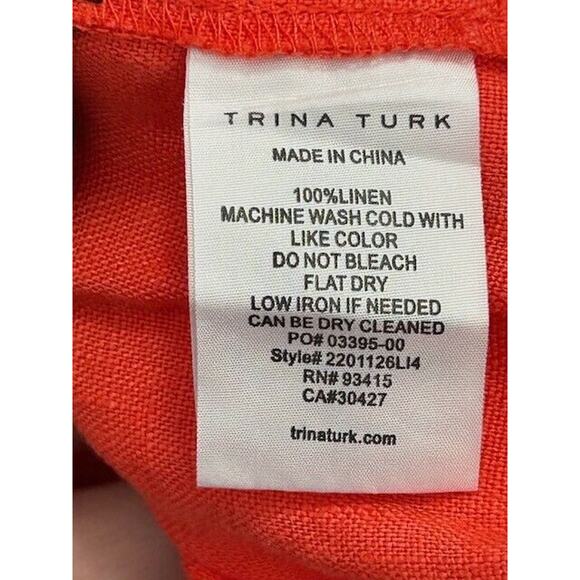 TRINA TURK
MADE IN CHINA
100%LINEN
MACHINE WASH COLD WITH
LIKE COLOR
DO NOT BLEACH
FLAT DRY
LOW IRON IF NEEDED
CAN BE DRY CLEANED
PO# 03395-00
Style# 2201126LI4
RN# 93415
CA#30427
trinaturk.com